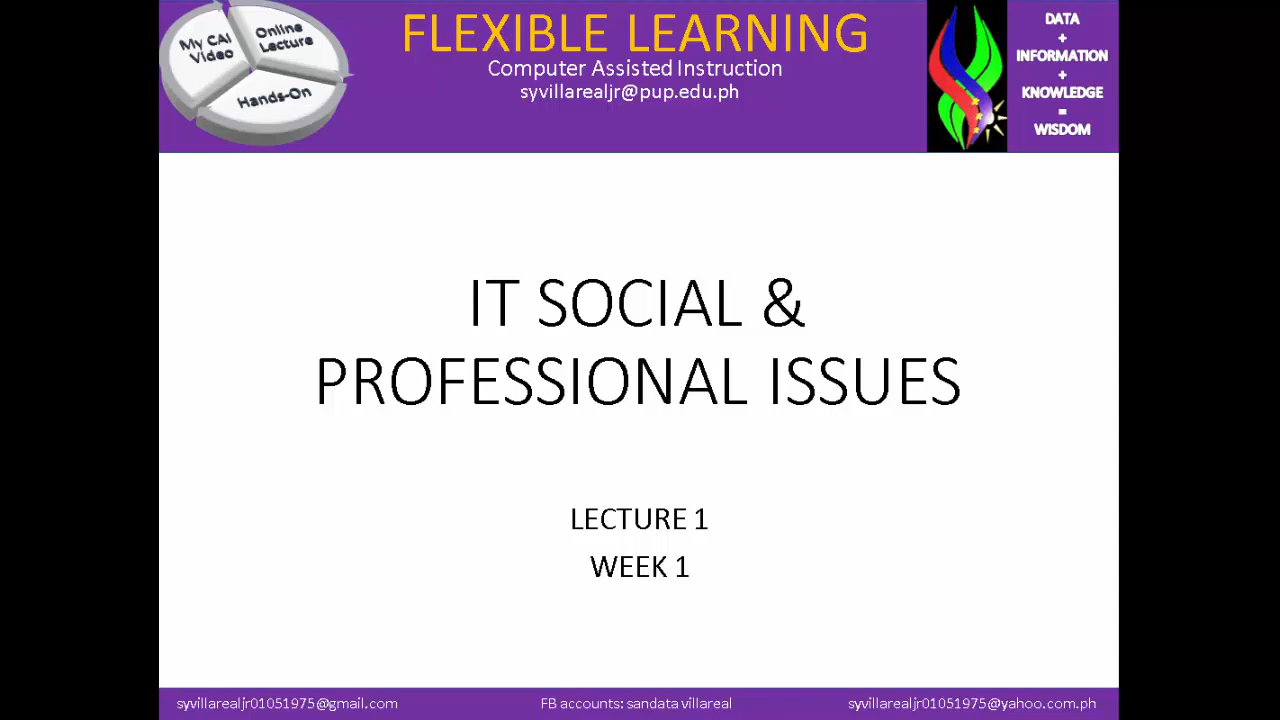 My CAI
Video
Online
Lecture
Hands-On
FLEXIBLE LEARNING
Computer Assisted Instruction
syvillarealjr@pup.edu.ph
DATA
+
INFORMATION
+
KNOWLEDGE
=
WISDOM
IT SOCIAL &
PROFESSIONAL ISSUES
LECTURE 1
WEEK 1
syvillarealjr01051975@gmail.com
FB accounts: sandata villareal
syvillarealjr01051975@yahoo.com.ph